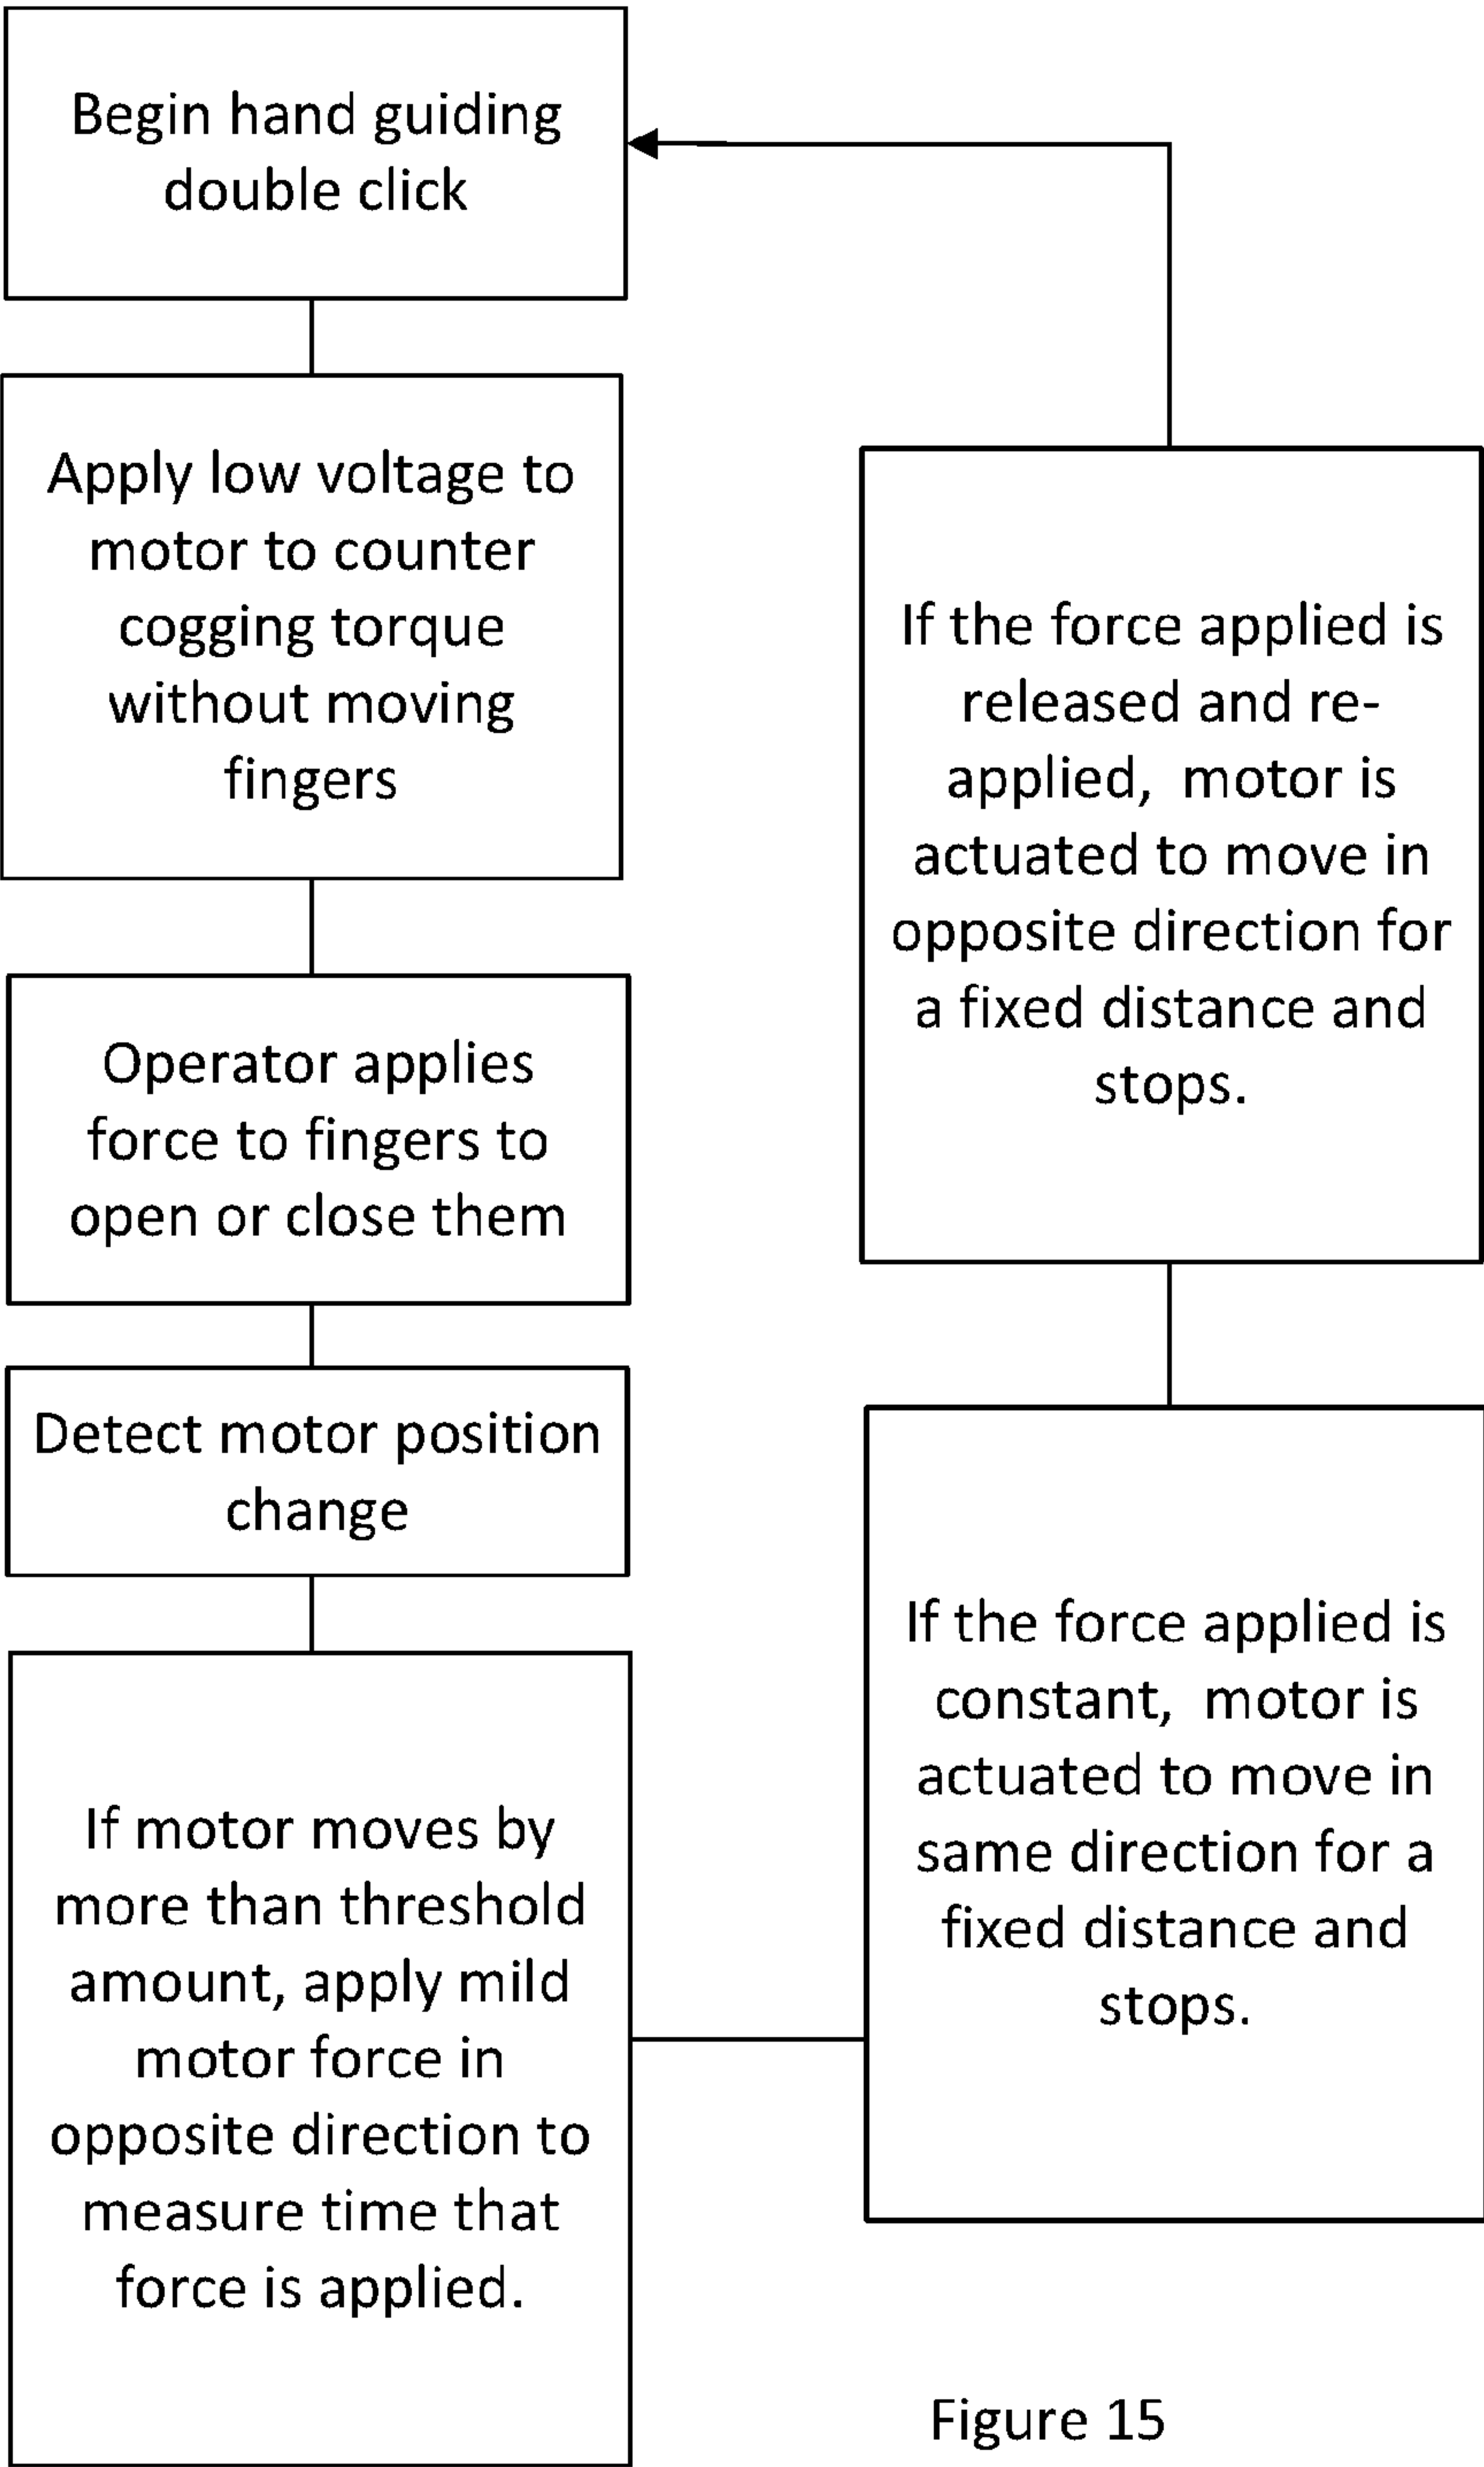 Begin hand guiding
double click
Apply low voltage to
motor to counter
cogging torque
without moving
fingers
Operator applies
force to fingers to
open or close them
Detect motor position
change
If motor moves by
more than threshold
amount, apply mild
motor force in
opposite direction to
measure time that
force is applied.
If the force applied is
constant, motor is
actuated to move in
same direction for a
fixed distance and
stops.
If the force applied is
released and re-
applied, motor is
actuated to move in
opposite direction for
a fixed distance and
stops.
Figure 15